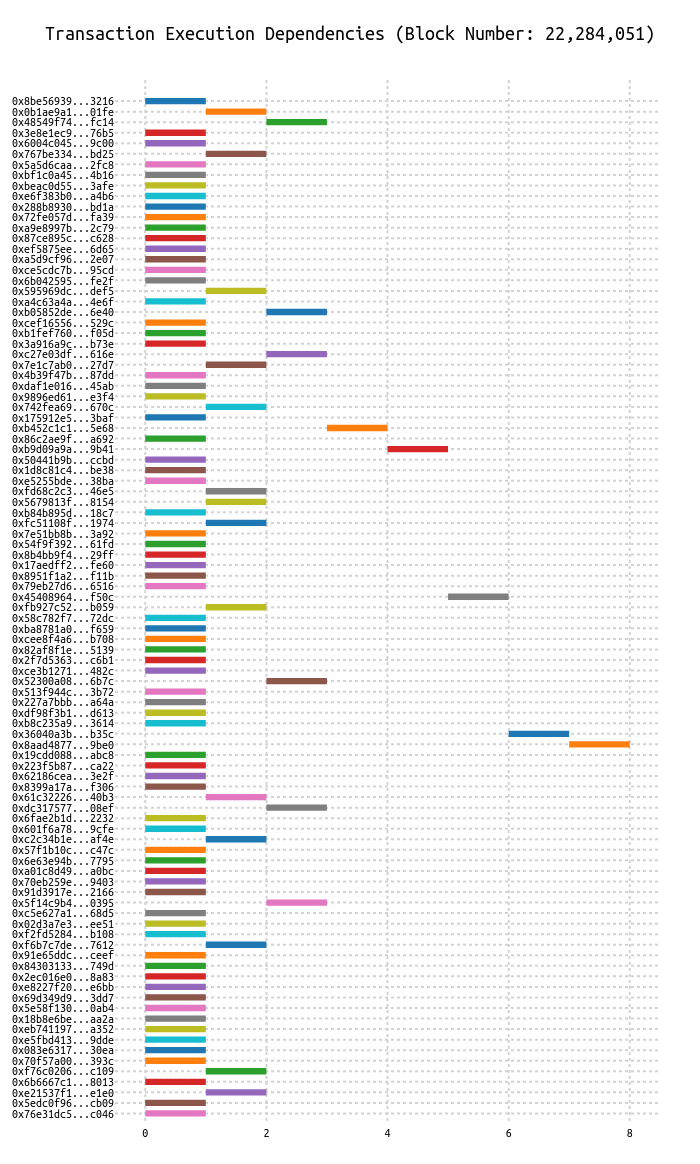 Transaction Execution Dependencies (Block Number: 22,284,051)
0x8be56939...3216
0x0b1ae9a1...01fe
0x48549f74...fc14
0x3e8e1ec9...76b5
0x6004c045...9c00
0x767be334...bd25
0x5a5d6caa...2fc8
0xbf1c0a45...4b16
0xbeac0d55...3afe
0xe6f383b0...a4b6
0x288b8930...bd1a
0x72fe057d...fa39
0xa9e8997b...2c79
0x87ce895c...c628
0xef5875ee...6d65
0xa5d9cf96...2e07
0xce5cdc7b...95cd
0x6b042595...fe2f
0x595969dc...def5
0xa4c63a4a...4e6f
0xb05852de...6e40
0xcef16556...529c
0xb1fef760...f05d
0x3a916a9c...b73e
0xc27e03df...616e
0x7e1c7ab0...27d7
0x4b39f47b...87dd
0xdaf1e016...45ab
0x9896ed61...e3f4
0x742fea69...670c
0x175912e5...3baf
0xb452c1c1...5e68
0x86c2ae9f...a692
0xb9d09a9a...9b41
0x50441b9b...ccbd
0x1d8c81c4...be38
0xe5255bde...38ba
0xfd68c2c3...46e5
0x5679813f...8154
0xb84b895d...18c7
0xfc51108f...1974
0x7e51bb8b...3a92
0x54f9f392...61fd
0x8b4bb9f4...29ff
0x17aedff2...fe60
0x8951f1a2...f11b
0x79eb27d6...6516
0x45408964...f50c
0xfb927c52...b059
0x58c782f7...72dc
0xba8781a0...f659
0xcee8f4a6...b708
0x82af8f1e...5139
0x2f7d5363...c6b1
0xce3b1271...482c
0x52300a08...6b7c
0x513f944c...3b72
0x227a7bbb...a64a
0xdf98f3b1...d613
0xb8c235a9...3614
0x36040a3b...b35c
0x8aad4877...9be0
0x19cdd088...abc8
0x223f5b87...ca22
0x62186cea...3e2f
0x8399a17a...f306
0x61c32226...40b3
0xdc317577...08ef
0x6fae2b1d...2232
0x601f6a78...9cfe
0xc2c34b1e...af4e
0x57f1b10c...c47c
0x6e63e94b...7795
0xa01c8d49...a0bc
0x70eb259e...9403
0x91d3917e...2166
0x5f14c9b4...0395
0xc5e627a1...68d5
0x02d3a7e3...ee51
0xf2fd5284...b108
0xf6b7c7de...7612
0x91e65ddc...ceef
0x84303133...749d
0x2ec016e0...8a83
0xe8227f20...e6bb
0x69d349d9...3dd7
0x5e58f130...0ab4
0x18b8e6be...aa2a
0xeb741197...a352
0xe5fbd413...9dde
0x083e6317...30ea
0x70f57a00...393c
0xf76c0206...c109
0x6b6667c1...8013
0xe21537f1...e1e0
0x5edc0f96...cb09
0x76e31dc5...c046
0 2 4 6 8